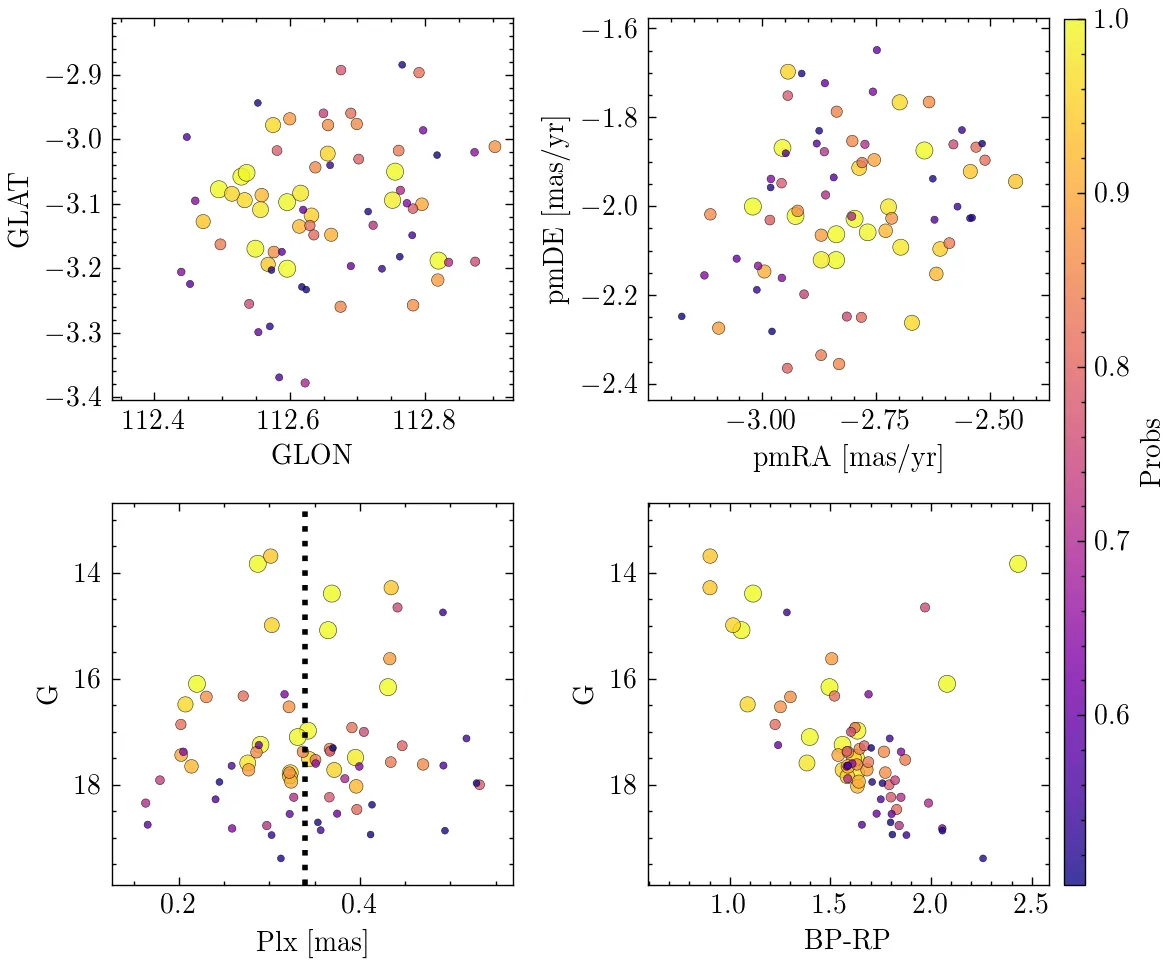 −2.9
−3.0
−3.1
−3.2
−3.3
−3.4
GLAT
112.4 112.6 112.8
GLON
−1.6
−1.8
−2.0
−2.2
−2.4
pmDE [mas/yr]
−3.00 −2.75 −2.50
pmRA [mas/yr]
1.0
0.9
0.8
0.7
0.6
Probs
14
16
18
G
0.2 0.4
Plx [mas]
14
16
18
G
1.0 1.5 2.0 2.5
BP-RP